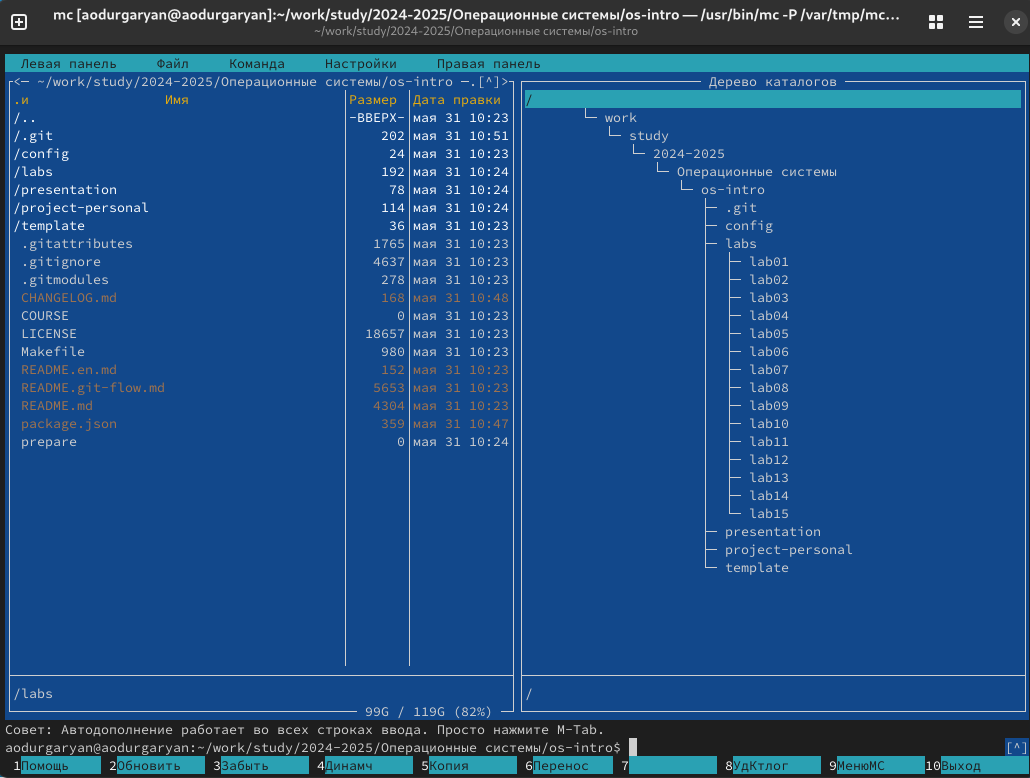 mc [aodurgaryan@aodurgaryan]:~/work/study/2024-2025/Операционные системы/os-intro — /usr/bin/mc -P /var/tmp/mc…
~/work/study/2024-2025/Операционные системы/os-intro
Левая панель Файл Команда Настройки Правая панель
<— ~/work/study/2024-2025/Операционные системы/os-intro —.[^]>
.и Имя Размер Дата правки
/.. -ВВЕРХ- мая 31 10:23
/.git 202 мая 31 10:51
/config 24 мая 31 10:23
/labs 192 мая 31 10:24
/presentation 78 мая 31 10:24
/project-personal 114 мая 31 10:24
/template 36 мая 31 10:23
.gitattributes 1765 мая 31 10:23
.gitignore 4637 мая 31 10:23
.gitmodules 278 мая 31 10:23
CHANGELOG.md 168 мая 31 10:48
COURSE 0 мая 31 10:23
LICENSE 18657 мая 31 10:23
Makefile 980 мая 31 10:23
README.en.md 152 мая 31 10:23
README.git-flow.md 5653 мая 31 10:23
README.md 4304 мая 31 10:23
package.json 359 мая 31 10:47
prepare 0 мая 31 10:24
/labs
99G / 119G (82%)
Дерево каталогов
/
work
study
2024-2025
Операционные системы
os-intro
.git
config
labs
lab01
lab02
lab03
lab04
lab05
lab06
lab07
lab08
lab09
lab10
lab11
lab12
lab13
lab14
lab15
presentation
project-personal
template
/
Совет: Автодополнение работает во всех строках ввода. Просто нажмите M-Tab.
aodurgaryan@aodurgaryan:~/work/study/2024-2025/Операционные системы/os-intro$ [^]
1Помощь 2Обновить 3Забыть 4Динамч 5Копия 6Перенос 7 8УдКтлог 9МенюMC 10Выход